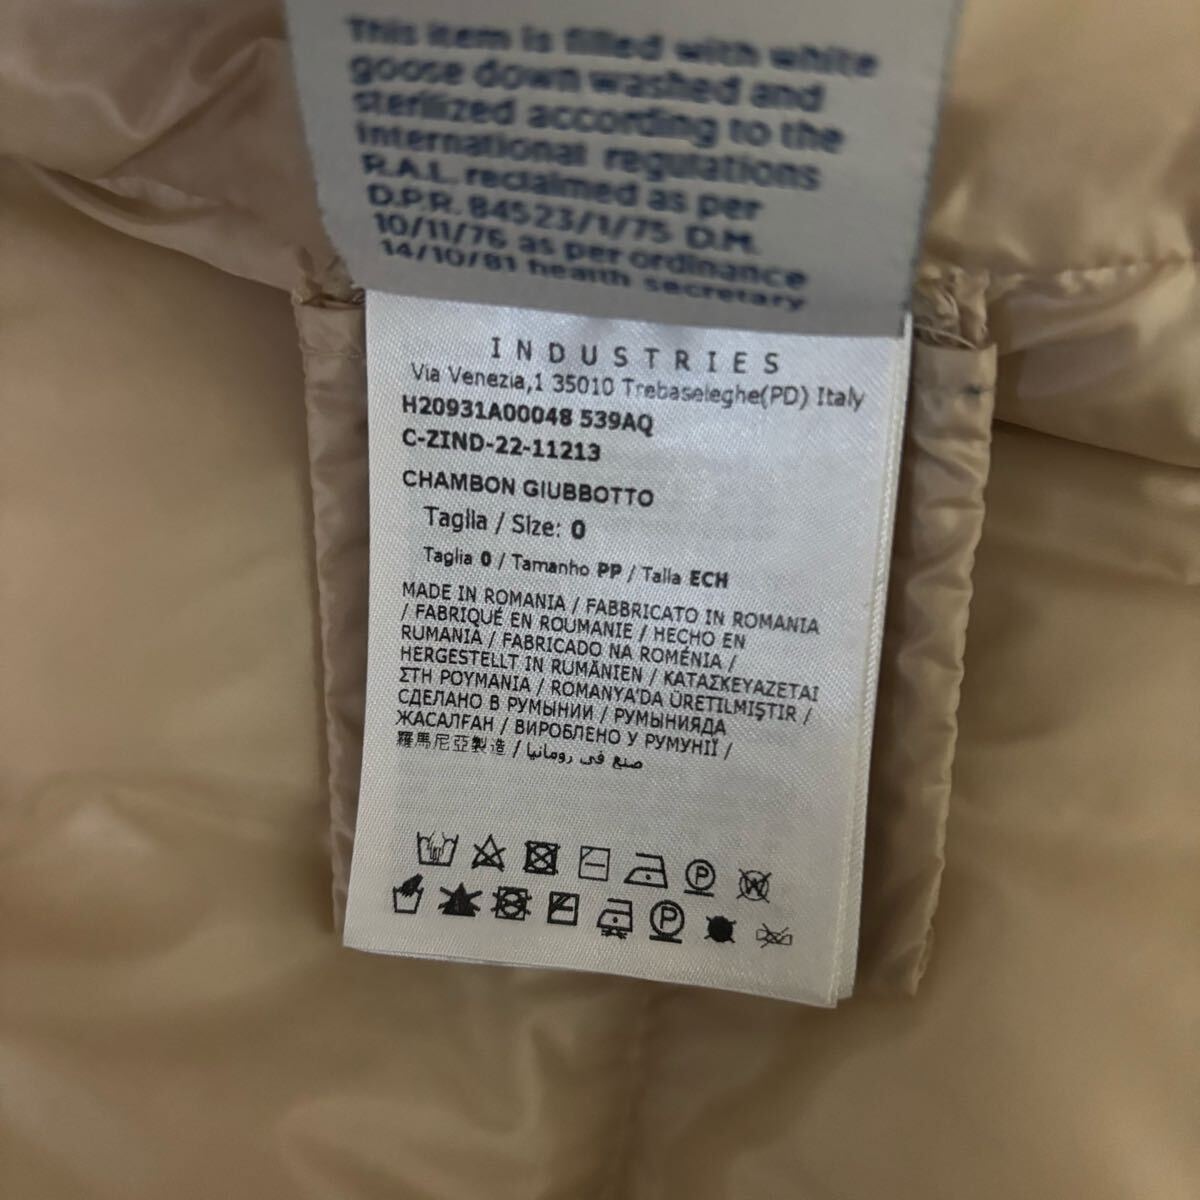 This item is filled with white
goose down washed and
sterilized according to the
international regulations
R.A.L. reclaimed as per
D.P.R. 84523/1/75 D.M.
10/11/76 as per ordinance
14/10/81 health secretary
INDUSTRIES
Via Venezia,1 35010 Trebaseleghe(PD) Italy
H20931A00048 539AQ
C-ZIND-22-11213
CHAMBON GIUBBOTTO
Taglia / Size: 0
Taglia 0 / Tamanho PP / Talla ECH
MADE IN ROMANIA / FABBRICATO IN ROMANIA
/ FABRIQUÉ EN ROUMANIE / HECHO EN
RUMANIA / FABRICADO NA ROMÉNIA /
HERGESTELLT IN RUMÄNIEN / ΚΑΤΑΣΚΕΥΑΖΕΤΑΙ
ΣΤΗ ΡΟΥΜΑΝΙΑ / ROMANYA'DA ÜRETILMIŞTIR /
СДЕЛАНО В РУМЫНИИ / РУМЫНИЯДА
ЖАСАЛҒАН / ВИРОБЛЕНО У РУМУНІЇ /
羅馬尼亞製造 / صنع في رومانيا
P
W
P